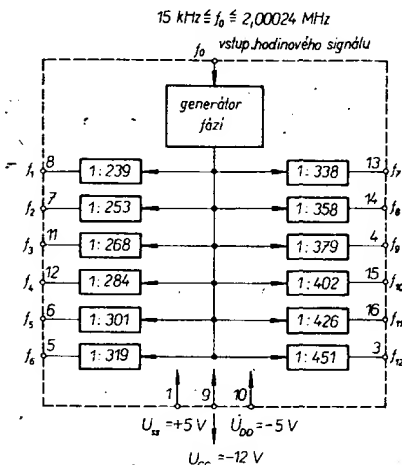 15 kHz ≦ f₀ ≦ 2,00024 MHz
f₀ vstup hodinového signálu
generátor
fází
f₁ 8 1:239 1:338 13 f₇
f₂ 7 1:253 1:358 14 f₈
f₃ 11 1:268 1:379 4 f₉
f₄ 12 1:284 1:402 15 f₁₀
f₅ 6 1:301 1:426 16 f₁₁
f₆ 5 1:319 1:451 3 f₁₂
1 9 10
U_SS = +5 V U_DD = −5 V
U_GG = −12 V